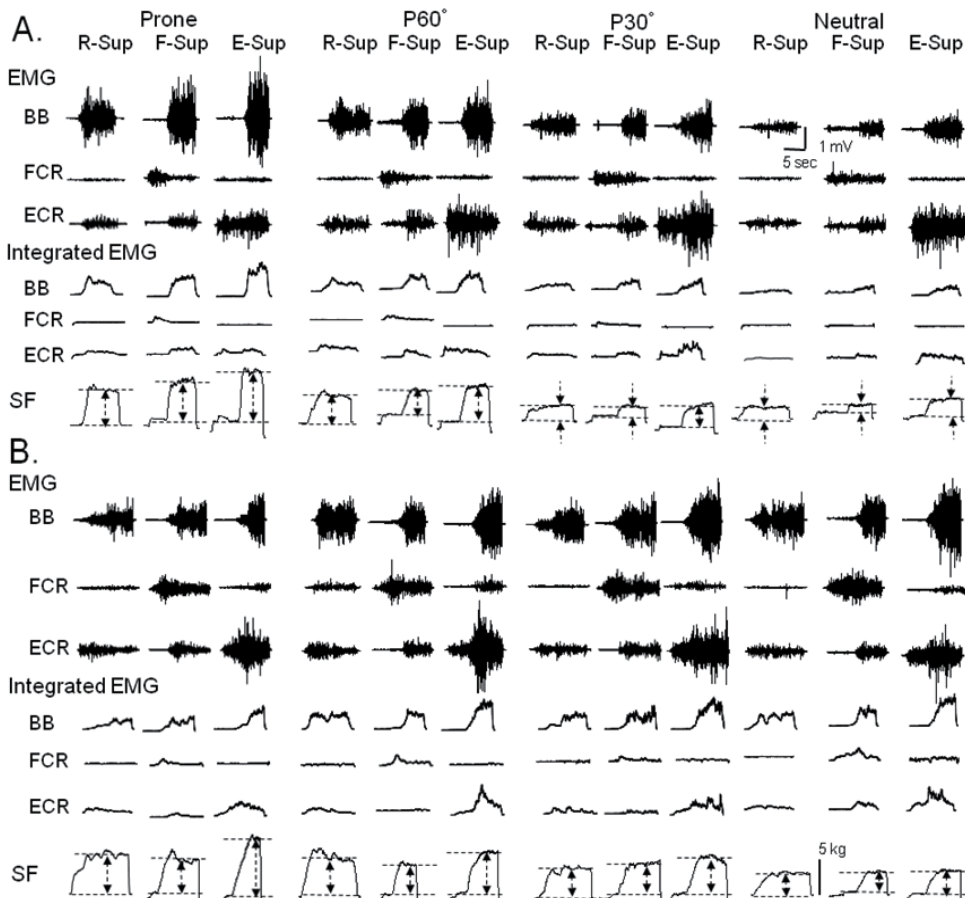 A.
Prone P60° P30° Neutral
R-Sup F-Sup E-Sup R-Sup F-Sup E-Sup R-Sup F-Sup E-Sup R-Sup F-Sup E-Sup
EMG
BB
1 mV
5 sec
FCR
ECR
Integrated EMG
BB
FCR
ECR
SF
B.
EMG
BB
FCR
ECR
Integrated EMG
BB
FCR
ECR
SF
5 kg